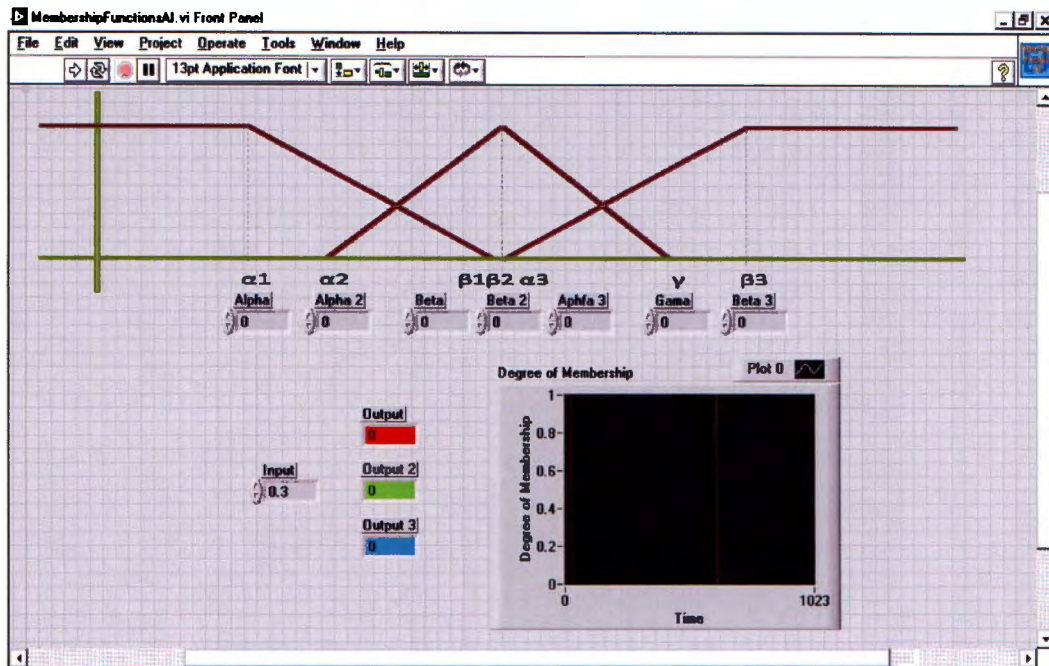 MembershipFunctionsAI.vi Front Panel
File Edit View Project Operate Tools Window Help
13pt Application Font
?
α1 α2 β1β2 α3 γ β3
Alpha Alpha 2 Beta Beta 2 Aphfa 3 Gama Beta 3
0 0 0 0 0 0 0
Degree of Membership
Plot 0
Output
0
Input
0.3
Output 2
0
Output 3
0
Degree of Membership
1
0.8
0.6
0.4
0.2
0
0 1023
Time